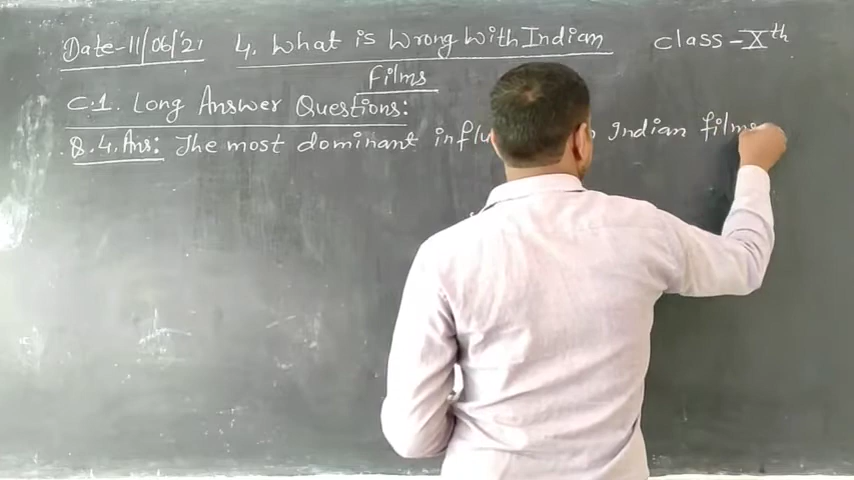 Date-11/06/'21 4. What is Wrong With Indian class-Xth
Films
C.1. Long Answer Questions:
Q.4.Ans: The most dominant Indian films